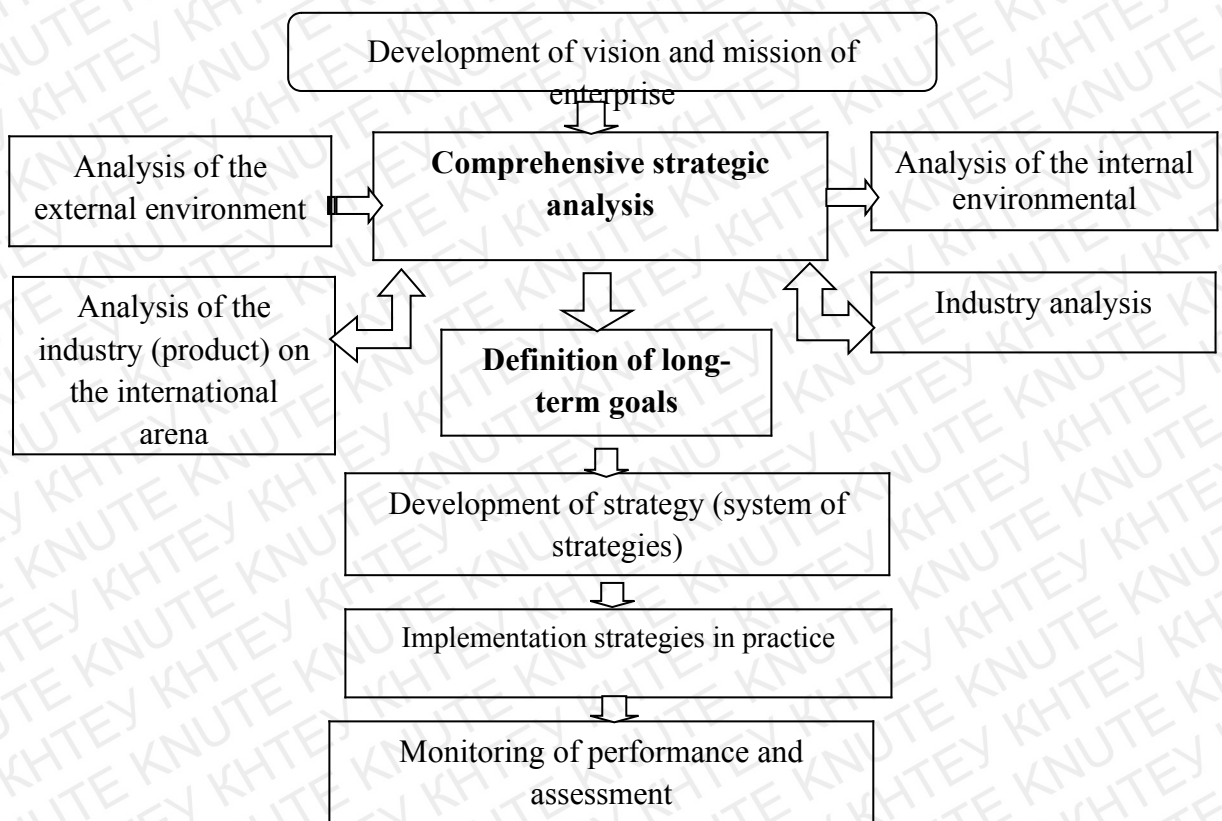 Development of vision and mission of
enterprise
Analysis of the
external environment
Comprehensive strategic
analysis
Analysis of the internal
environmental
Analysis of the
industry (product) on
the international
arena
Industry analysis
Definition of long-
term goals
Development of strategy (system of
strategies)
Implementation strategies in practice
Monitoring of performance and
assessment